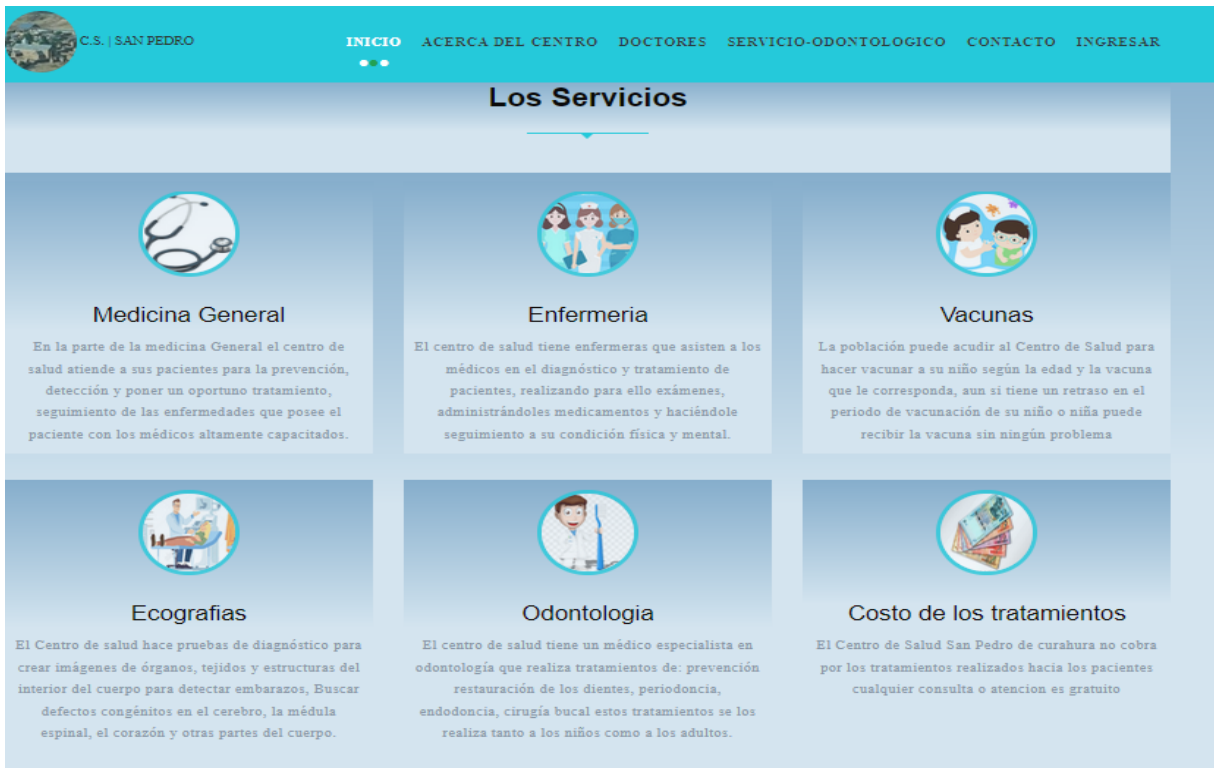 C.S. | SAN PEDRO
INICIO ACERCA DEL CENTRO DOCTORES SERVICIO-ODONTOLOGICO CONTACTO INGRESAR
Los Servicios
Medicina General
En la parte de la medicina General el centro de
salud atiende a sus pacientes para la prevención,
detección y poner un oportuno tratamiento,
seguimiento de las enfermedades que posee el
paciente con los médicos altamente capacitados.
Enfermeria
El centro de salud tiene enfermeras que asisten a los
médicos en el diagnóstico y tratamiento de
pacientes, realizando para ello exámenes,
administrándoles medicamentos y haciéndole
seguimiento a su condición física y mental.
Vacunas
La población puede acudir al Centro de Salud para
hacer vacunar a su niño según la edad y la vacuna
que le corresponda, aun si tiene un retraso en el
periodo de vacunación de su niño o niña puede
recibir la vacuna sin ningún problema
Ecografias
El Centro de salud hace pruebas de diagnóstico para
crear imágenes de órganos, tejidos y estructuras del
interior del cuerpo para detectar embarazos, Buscar
defectos congénitos en el cerebro, la médula
espinal, el corazón y otras partes del cuerpo.
Odontologia
El centro de salud tiene un médico especialista en
odontología que realiza tratamientos de: prevención
restauración de los dientes, periodoncia,
endodoncia, cirugía bucal estos tratamientos se los
realiza tanto a los niños como a los adultos.
Costo de los tratamientos
El Centro de Salud San Pedro de curahura no cobra
por los tratamientos realizados hacia los pacientes
cualquier consulta o atencion es gratuito